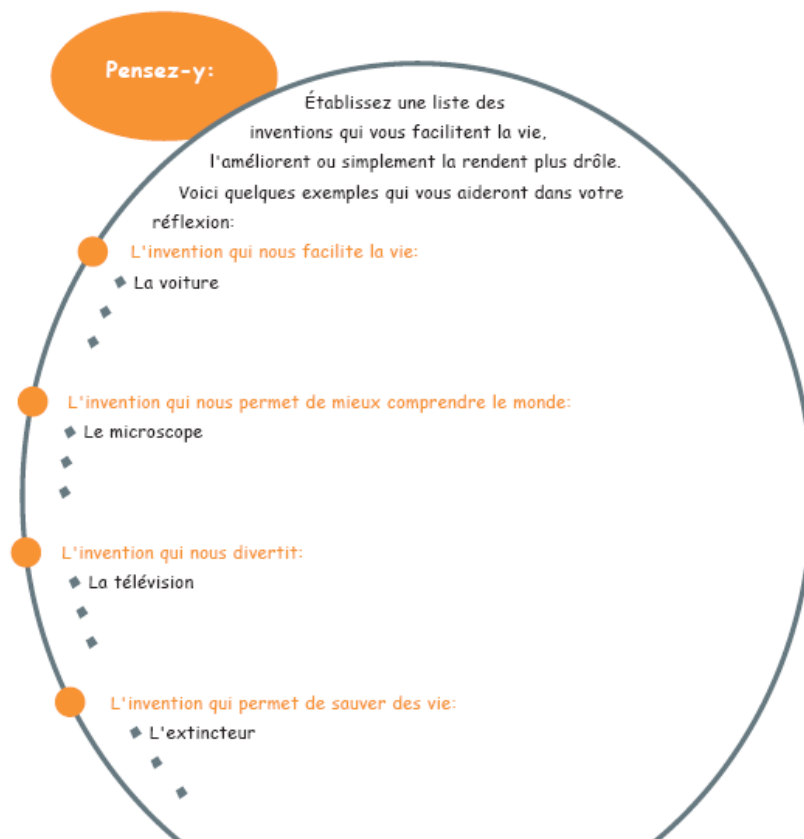 Pensez-y:
Établissez une liste des
inventions qui vous facilitent la vie,
l'améliorent ou simplement la rendent plus drôle.
Voici quelques exemples qui vous aideront dans votre
réflexion:
L'invention qui nous facilite la vie:
La voiture
L'invention qui nous permet de mieux comprendre le monde:
Le microscope
L'invention qui nous divertit:
La télévision
L'invention qui permet de sauver des vie:
L'extincteur